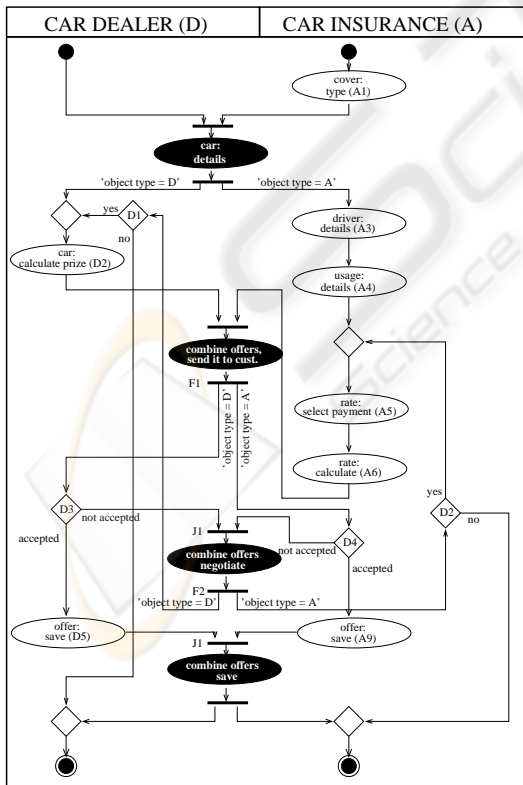 CAR DEALER (D)
CAR INSURANCE (A)
cover:
type (A1)
car:
details
'object type = D'
'object type = A'
yes
D1
no
driver:
details (A3)
car:
calculate prize (D2)
usage:
details (A4)
combine offers,
send it to cust.
F1
'object type = D'
'object type = A'
rate:
select payment (A5)
rate:
calculate (A6)
yes
D2
no
D3
not accepted
accepted
J1
not accepted
D4
accepted
combine offers
negotiate
F2
'object type = D'
'object type = A'
offer:
save (D5)
offer:
save (A9)
J1
combine offers
save
science